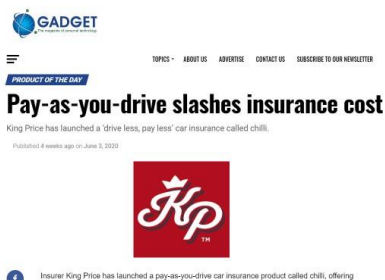 GADGET
The magazine of personal technology
TOPICS ABOUT US ADVERTISE CONTACT US SUBSCRIBE TO OUR NEWSLETTER
PRODUCT OF THE DAY
Pay-as-you-drive slashes insurance cost
King Price has launched a 'drive less, pay less' car insurance called chilli.
Published 4 weeks ago on June 3, 2020
KP
TM
f
Insurer King Price has launched a pay-as-you-drive car insurance product called chilli, offering